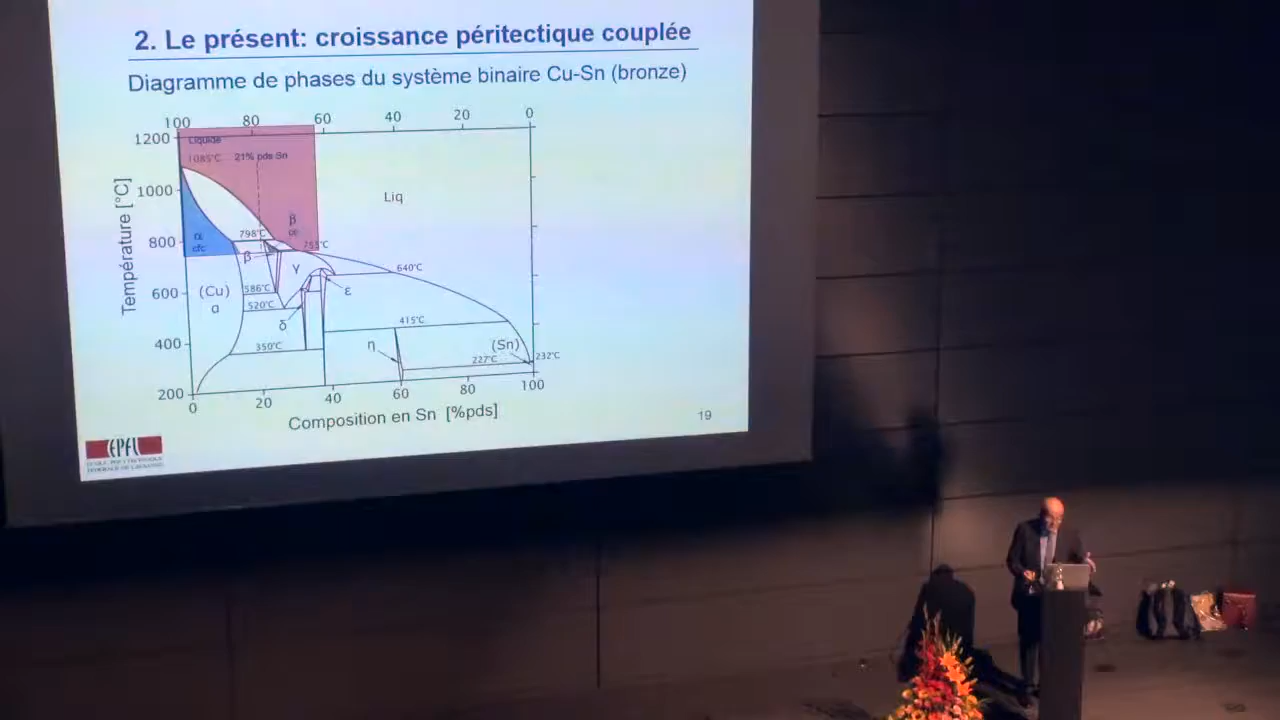 2. Le présent: croissance péritectique couplée
Diagramme de phases du système binaire Cu-Sn (bronze)
100 80 60 40 20 0
1200
Liquide
1085°C 21% pds Sn
1000
Liq
β
cc
α
cfc
798°C
800
755°C
β
γ
640°C
600
(Cu)
α
586°C
ε
520°C
δ
415°C
400
350°C
η
(Sn)
227°C
232°C
200
0 20 40 60 80 100
Température [°C]
Composition en Sn [%pds]
19
EPFL